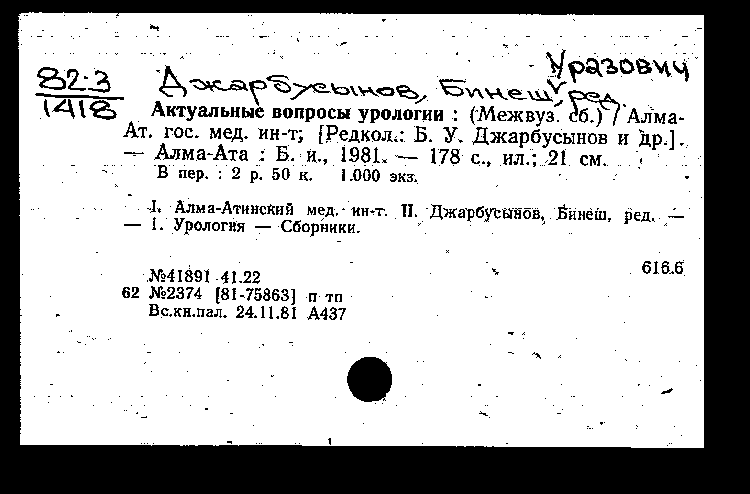 Уразович
82-3
1418
Джарбусынов, Бинеш ред.
Актуальные вопросы урологии : (Межвуз. сб.) / Алма-
Ат. гос. мед. ин-т; [Редкол.: Б. У. Джарбусынов и др.].
— Алма-Ата : Б. и., 1981. — 178 с., ил.; 21 см.
В пер. : 2 р. 50 к. 1.000 экз.
I. Алма-Атинский мед. ин-т. II. Джарбусынов, Бинеш, ред. —
— 1. Урология — Сборники.
616.6
№41891 41.22
62 №2374 [81-75863] п тп
Вс.кн.пал. 24.11.81 А437